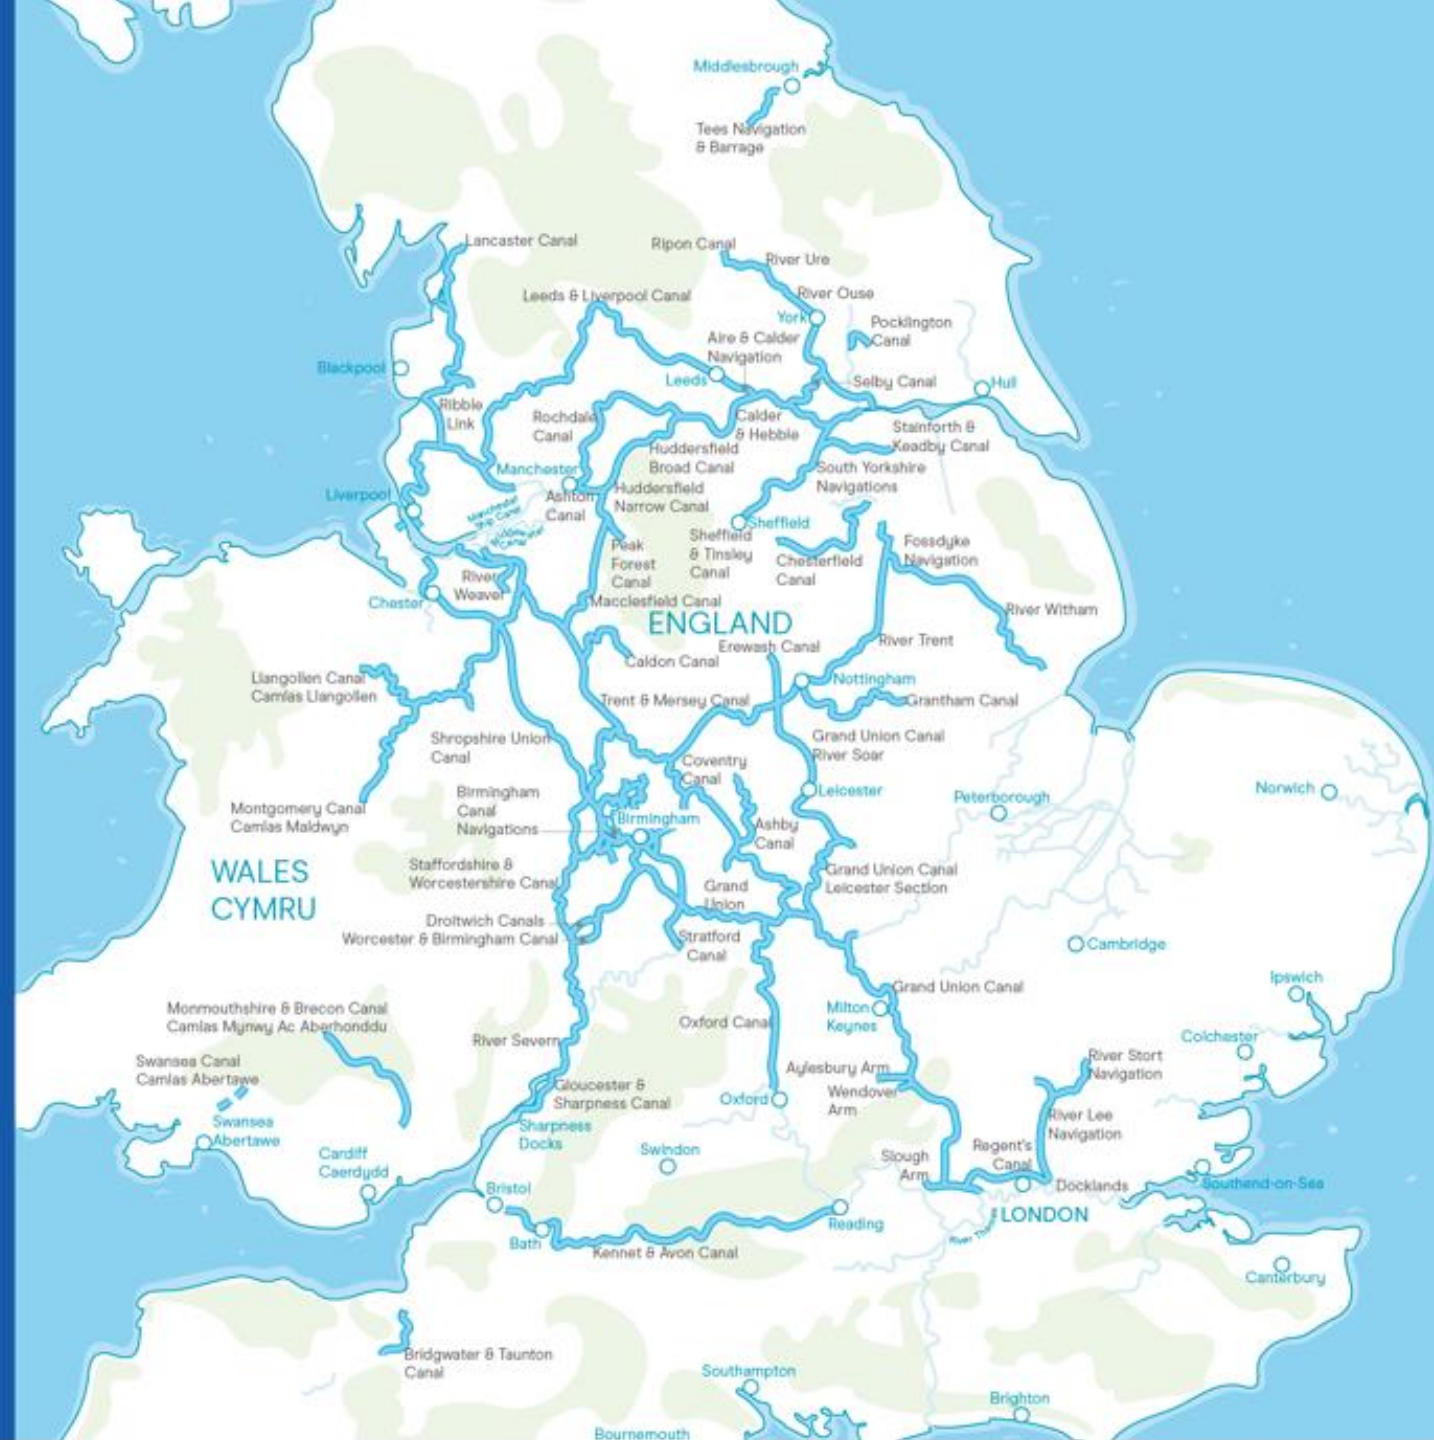 Middlesbrough
Tees Navigation
& Barrage
Lancaster Canal
Ripon Canal
River Ure
Leeds & Liverpool Canal
River Ouse
York
Pocklington
Canal
Aire & Calder
Navigation
Blackpool
Leeds
Selby Canal
Hull
Ribble
Link
Rochdale
Canal
Calder
& Hebble
Stainforth &
Keadby Canal
Huddersfield
Broad Canal
Manchester
South Yorkshire
Navigations
Liverpool
Ashton
Canal
Huddersfield
Narrow Canal
Manchester
Ship Canal
Sheffield
Sheffield
& Tinsley
Canal
Peak
Forest
Canal
Chesterfield
Canal
Fossdyke
Navigation
River
Weaver
Chester
Macclesfield Canal
River Witham
ENGLAND
Erewash Canal
River Trent
Caldon Canal
Llangollen Canal
Camlas Llangollen
Nottingham
Trent & Mersey Canal
Grantham Canal
Shropshire Union
Canal
Grand Union Canal
River Soar
Coventry
Canal
Birmingham
Canal
Navigations
Leicester
Peterborough
Norwich
Montgomery Canal
Camlas Maldwyn
Birmingham
Ashby
Canal
WALES
CYMRU
Staffordshire &
Worcestershire Canal
Grand Union Canal
Leicester Section
Grand
Union
Droitwich Canals
Worcester & Birmingham Canal
Stratford
Canal
Cambridge
Ipswich
Grand Union Canal
Monmouthshire & Brecon Canal
Camlas Mynwy Ac Aberhonddu
Milton
Keynes
Oxford Canal
River Severn
Colchester
Swansea Canal
Camlas Abertawe
River Stort
Navigation
Aylesbury Arm
Gloucester &
Sharpness Canal
Wendover
Arm
Oxford
River Lee
Navigation
Swansea
Abertawe
Sharpness
Docks
Cardiff
Caerdydd
Swindon
Slough
Arm
Regent's
Canal
Southend-on-Sea
Bristol
Docklands
LONDON
Reading
Bath
Kennet & Avon Canal
Canterbury
Bridgwater & Taunton
Canal
Southampton
Brighton
Bournemouth